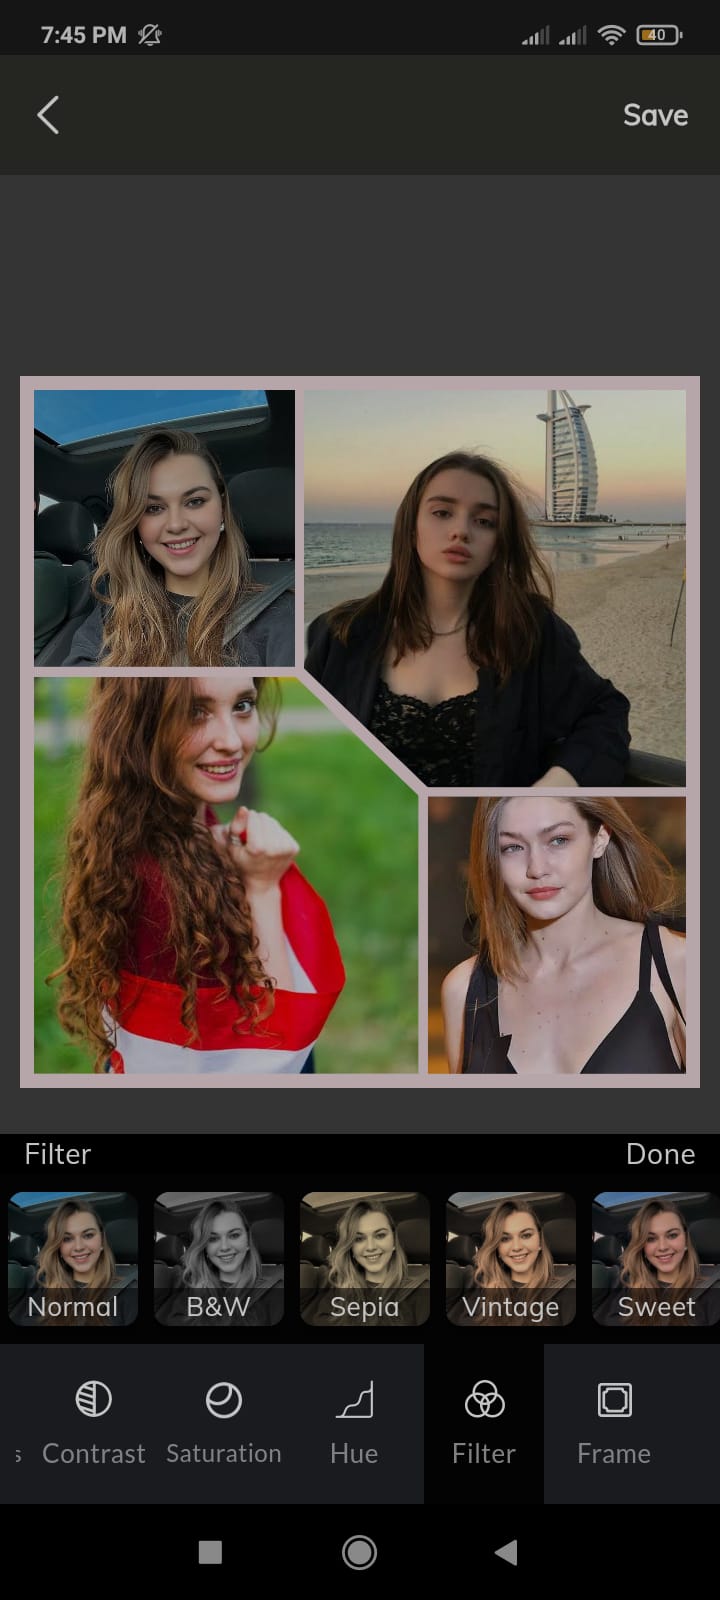 7:45 PM
40
Save
Filter
Done
Normal
B&W
Sepia
Vintage
Sweet
s
Contrast
Saturation
Hue
Filter
Frame